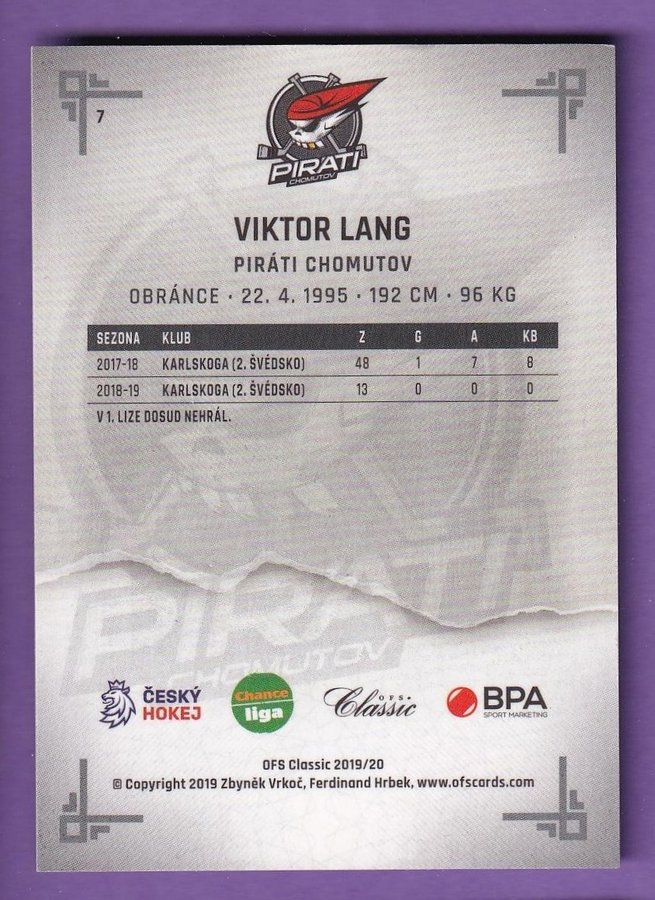 7
PIRÁTI
CHOMUTOV
VIKTOR LANG
PIRÁTI CHOMUTOV
OBRÁNCE · 22. 4. 1995 · 192 CM · 96 KG
SEZONA KLUB Z G A KB
2017-18 KARLSKOGA (2. ŠVÉDSKO) 48 1 7 8
2018-19 KARLSKOGA (2. ŠVÉDSKO) 13 0 0 0
V 1. LIZE DOSUD NEHRÁL.
PIRÁTI
CHOMUTOV
ČESKÝ
HOKEJ
Chance
liga
OFS
Classic
BPA
SPORT MARKETING
OFS Classic 2019/20
© Copyright 2019 Zbyněk Vrkoč, Ferdinand Hrbek, www.ofscards.com